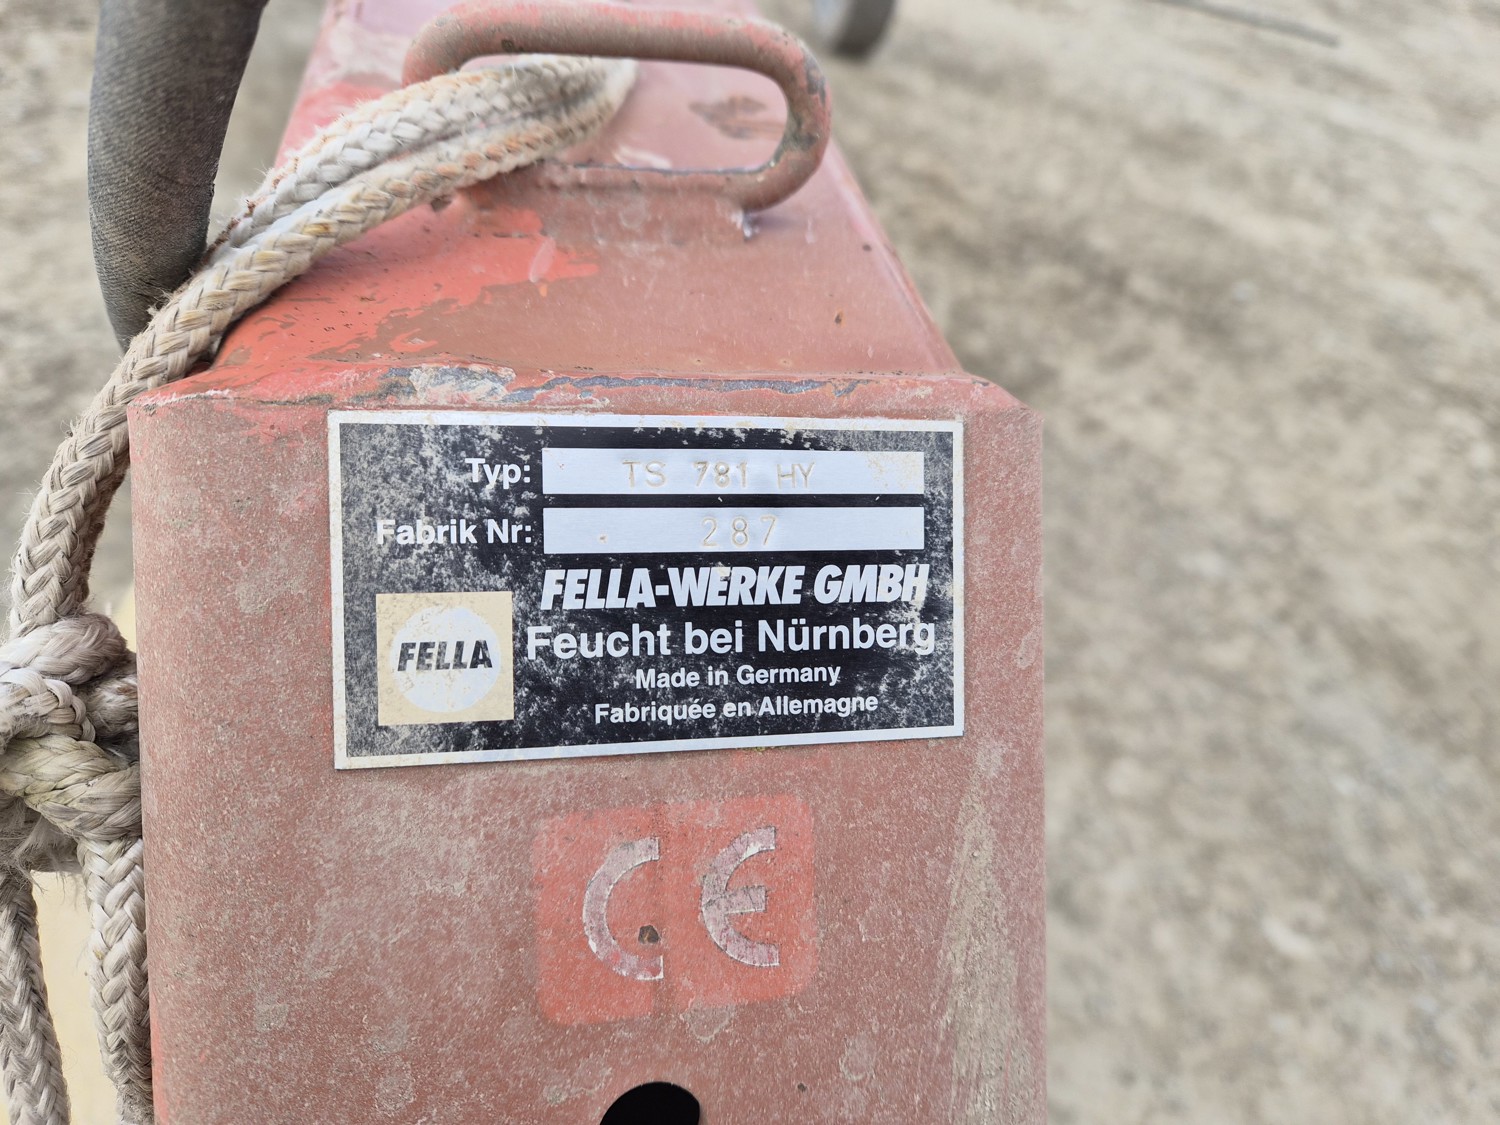 Typ: TS 781 HY
Fabrik Nr: 287
FELLA-WERKE GMBH
FELLA
Feucht bei Nürnberg
Made in Germany
Fabriquée en Allemagne
CE